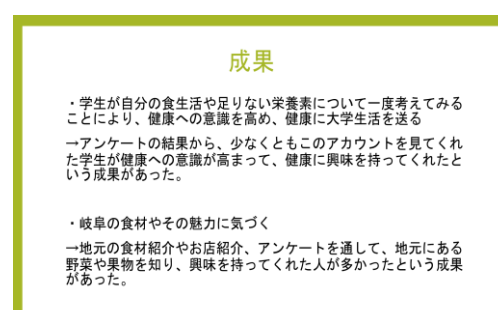 成果
・学生が自分の食生活や足りない栄養素について一度考えてみる
ことにより、健康への意識を高め、健康に大学生活を送る
→アンケートの結果から、少なくともこのアカウントを見てくれ
た学生が健康への意識が高まって、健康に興味を持ってくれたと
いう成果があった。
・岐阜の食材やその魅力に気づく
→地元の食材紹介やお店紹介、アンケートを通して、地元にある
野菜や果物を知り、興味を持ってくれた人が多かったという成果
があった。